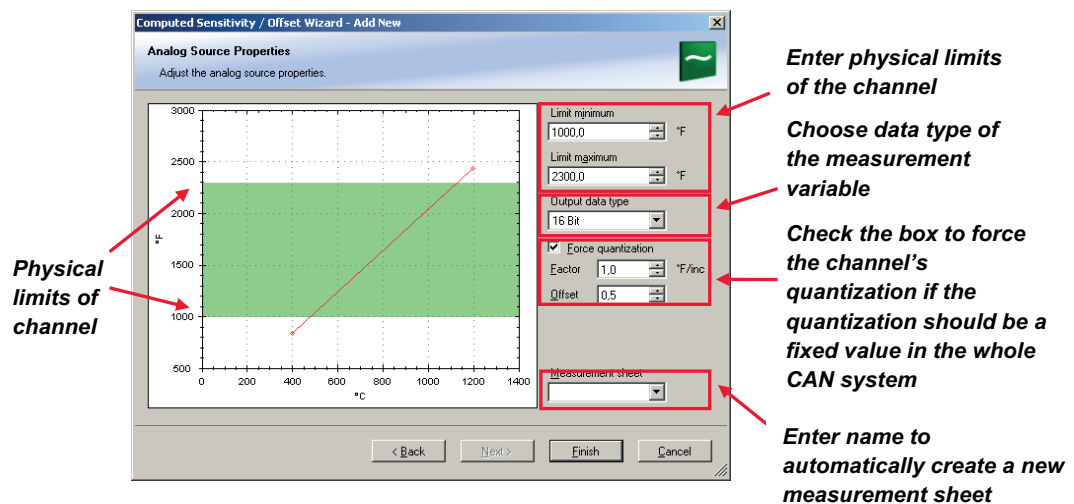 Computed Sensitivity / Offset Wizard - Add New
Analog Source Properties
Adjust the analog source properties.
3000
2500
2000
1500
1000
500
°F
0 200 400 600 800 1000 1200 1400
°C
Limit minimum
1000,0 °F
Limit maximum
2300,0 °F
Output data type
16 Bit
Force quantization
Factor 1,0 °F/inc
Offset 0,5
Measurement sheet
< Back Next > Finish Cancel
Physical
limits of
channel
Enter physical limits
of the channel
Choose data type of
the measurement
variable
Check the box to force
the channel's
quantization if the
quantization should be a
fixed value in the whole
CAN system
Enter name to
automatically create a new
measurement sheet